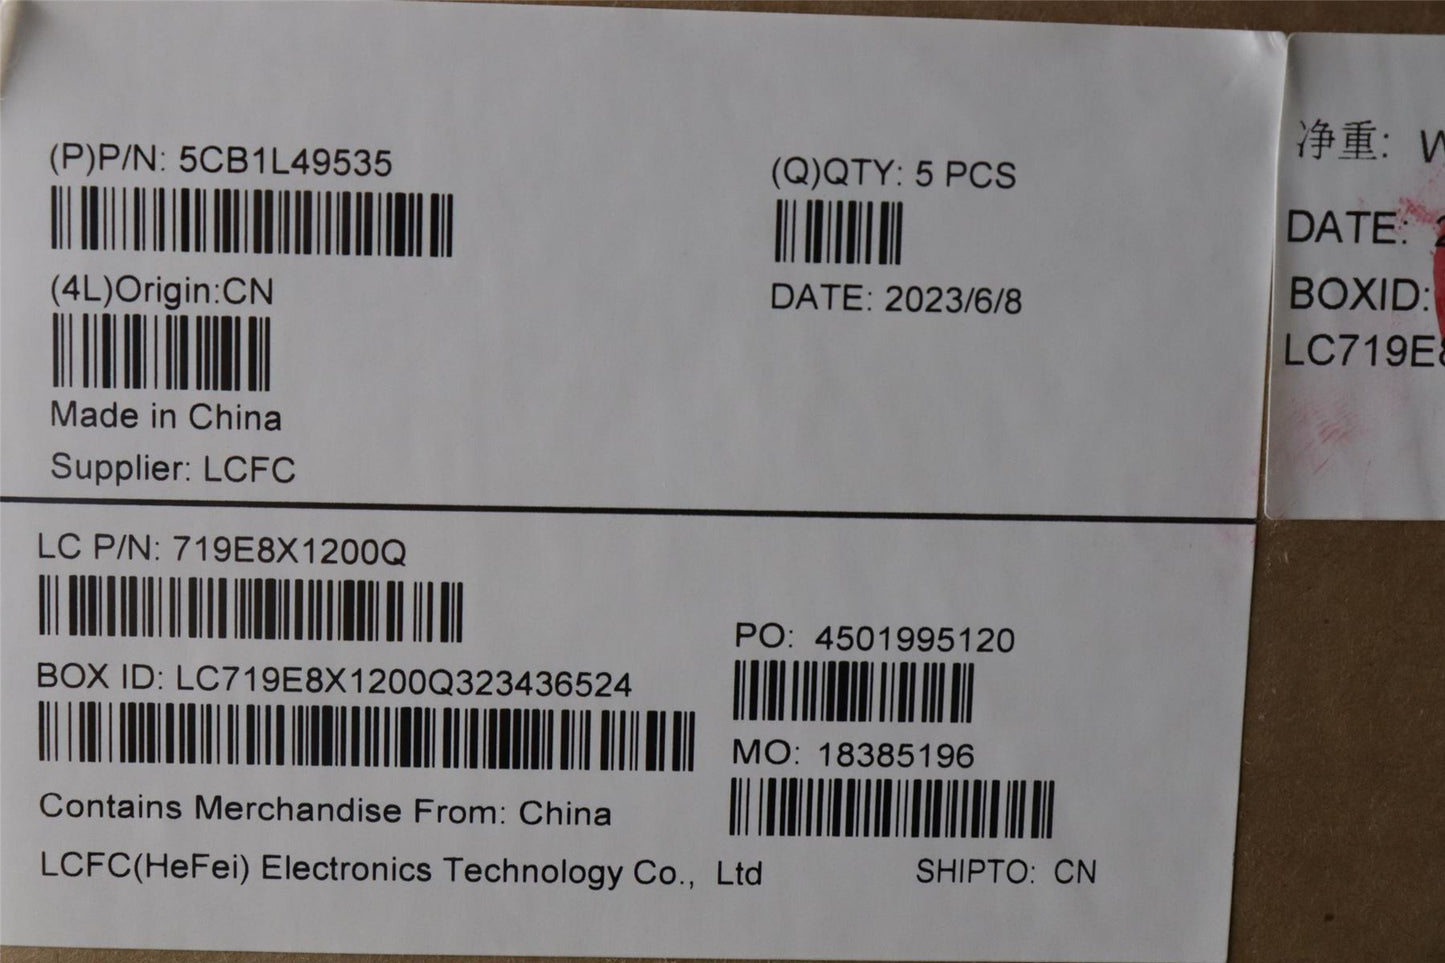 (P)P/N: 5CB1L49535
(Q)QTY: 5 PCS
(4L)Origin:CN
DATE: 2023/6/8
Made in China
Supplier: LCFC
LC P/N: 719E8X1200Q
BOX ID: LC719E8X1200Q323436524
PO: 4501995120
MO: 18385196
Contains Merchandise From: China
LCFC(HeFei) Electronics Technology Co., Ltd
SHIPTO: CN
净重:
DATE:
BOXID:
LC719E